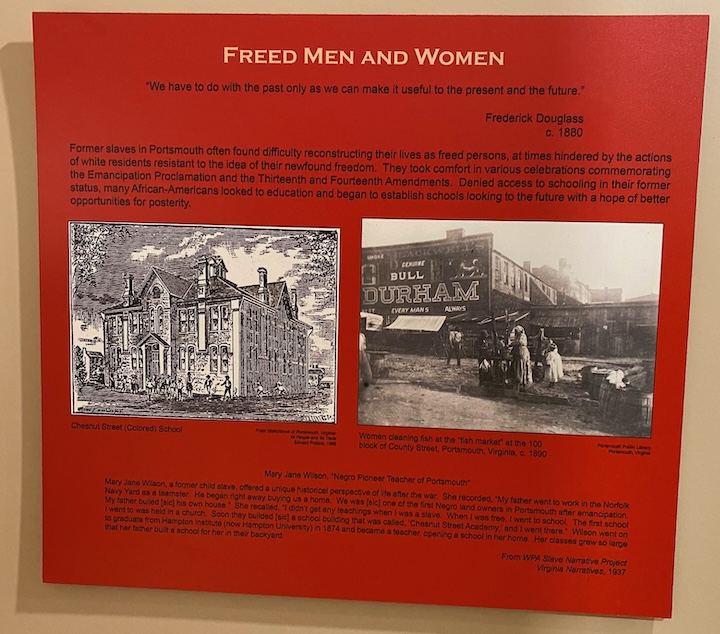 FREED MEN AND WOMEN
"We have to do with the past only as we can make it useful to the present and the future."
Frederick Douglass
c. 1880
Former slaves in Portsmouth often found difficulty reconstructing their lives as freed persons, at times hindered by the actions
of white residents resistant to the idea of their newfound freedom. They took comfort in various celebrations commemorating
the Emancipation Proclamation and the Thirteenth and Fourteenth Amendments. Denied access to schooling in their former
status, many African-Americans looked to education and began to establish schools looking to the future with a hope of better
opportunities for posterity.
GENUINE
BULL
DURHAM
EVERY MAN'S ALWAYS
Chesnut Street (Colored) School
Its People and Its Trade
Women cleaning fish at the "fish market" at the 100
block of County Street, Portsmouth, Virginia, c. 1890
Portsmouth Public Library
Portsmouth, Virginia
Mary Jane Wilson, "Negro Pioneer Teacher of Portsmouth"
Mary Jane Wilson, a former child slave, offered a unique historical perspective of life after the war. She recorded, "My father went to work in the Norfolk
Navy Yard as a teamster. He began right away buying us a home. We was [sic] one of the first Negro land owners in Portsmouth after emancipation.
My father builed [sic] his own house." She recalled, "I didn't get any teachings when I was a slave. When I was free, I went to school. The first school
I went to was held in a church. Soon they builded [sic] a school building that was called, 'Chesnut Street Academy,' and I went there." Wilson went on
to graduate from Hampton Institute (now Hampton University) in 1874 and became a teacher, opening a school in her home. Her classes grew so large
that her father built a school for her in their backyard.
From WPA Slave Narrative Project
Virginia Narratives, 1937